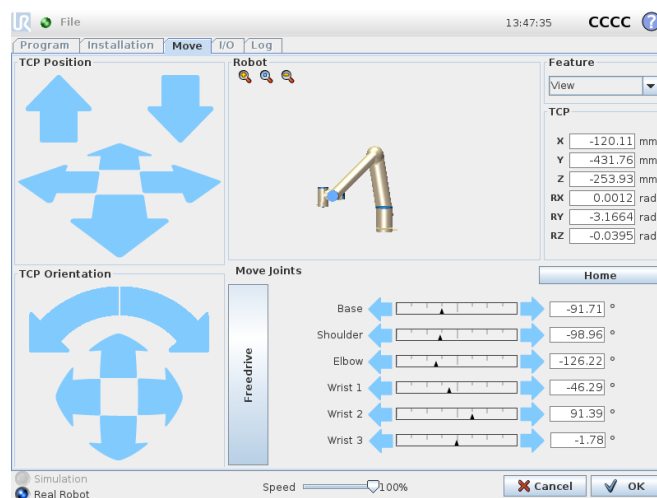 UR File 13:47:35 CCCC ?
Program Installation Move I/O Log
TCP Position
Robot
Feature
View
TCP
X -120.11 mm
Y -431.76 mm
Z -253.93 mm
RX 0.0012 rad
RY -3.1664 rad
RZ -0.0395 rad
TCP Orientation
Move Joints
Home
Freedrive
Base -91.71 °
Shoulder -98.96 °
Elbow -126.22 °
Wrist 1 -46.29 °
Wrist 2 91.39 °
Wrist 3 -1.78 °
Simulation
Real Robot
Speed 100%
Cancel
OK